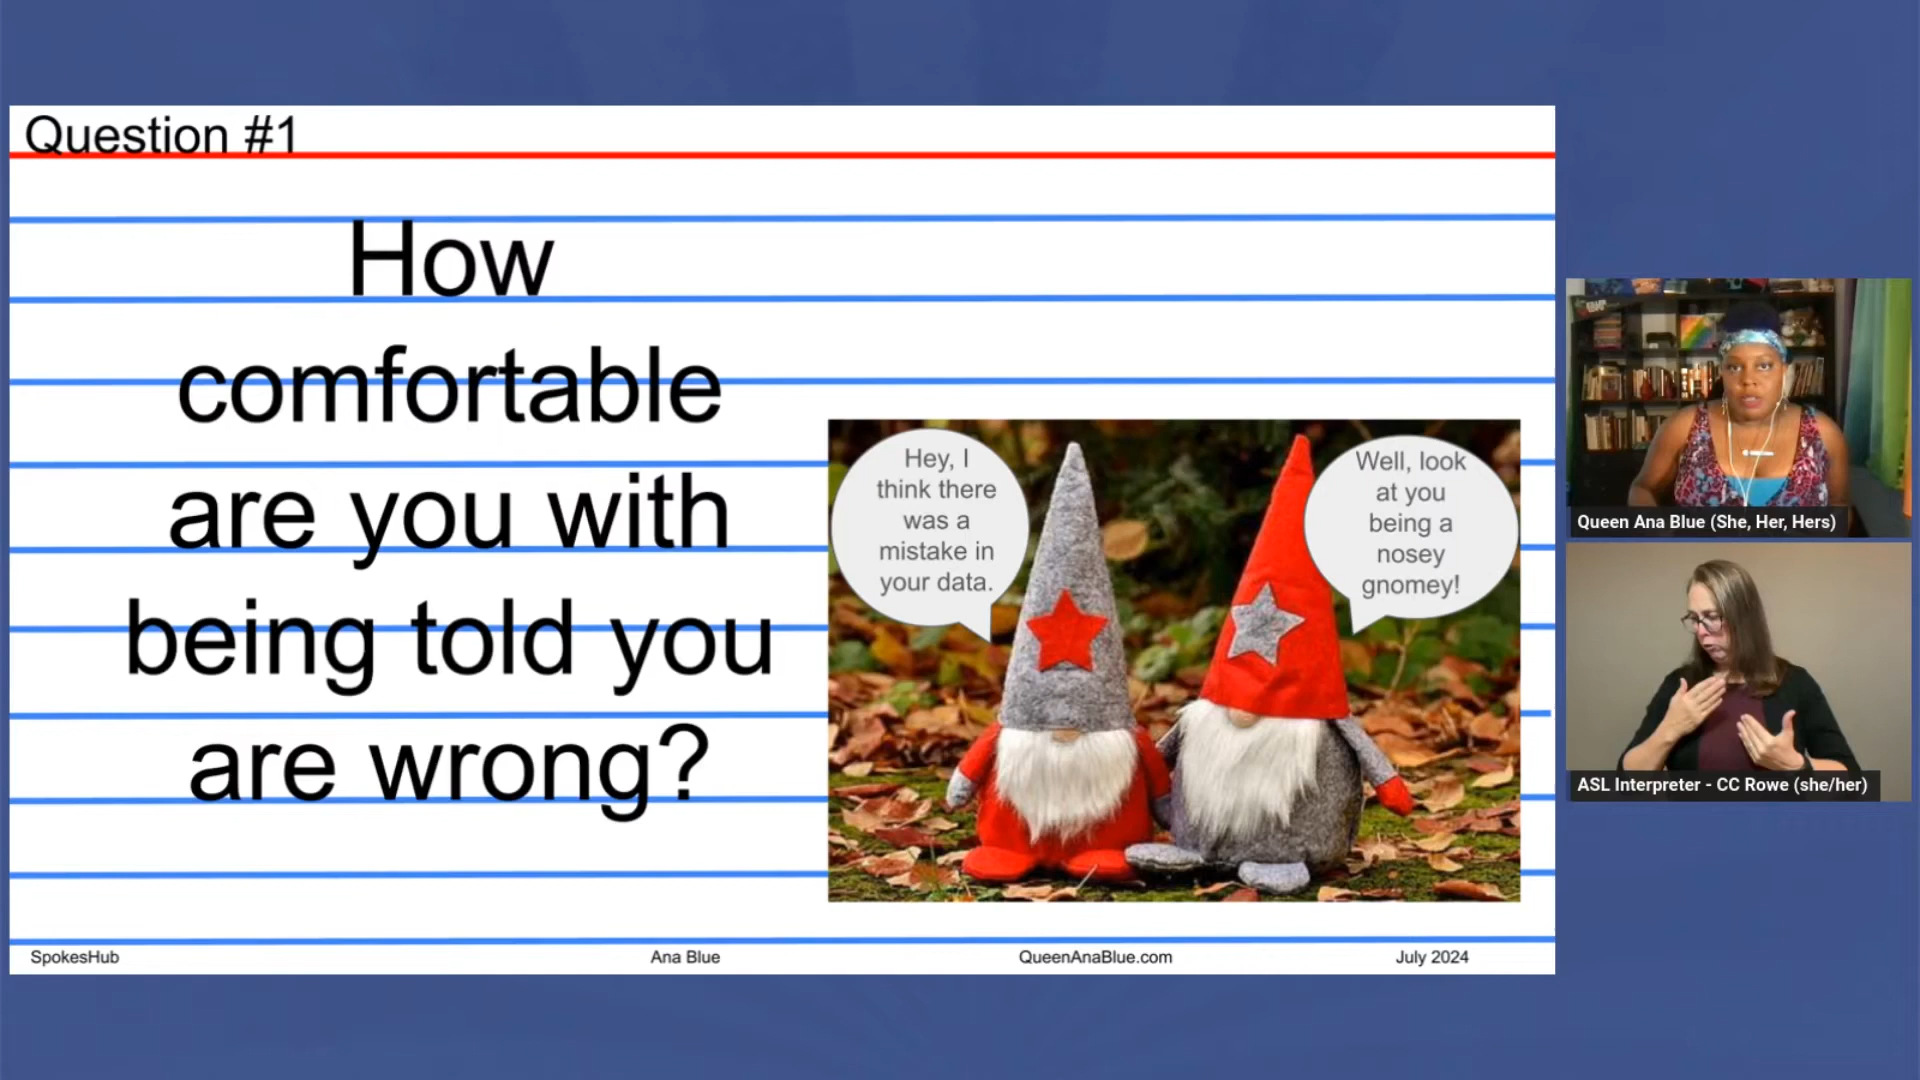 Question #1
How
comfortable
are you with
being told you
are wrong?
Hey, I
think there
was a
mistake in
your data.
Well, look
at you
being a
nosey
gnomey!
SpokesHub
Ana Blue
QueenAnaBlue.com
July 2024
Queen Ana Blue (She, Her, Hers)
ASL Interpreter - CC Rowe (she/her)